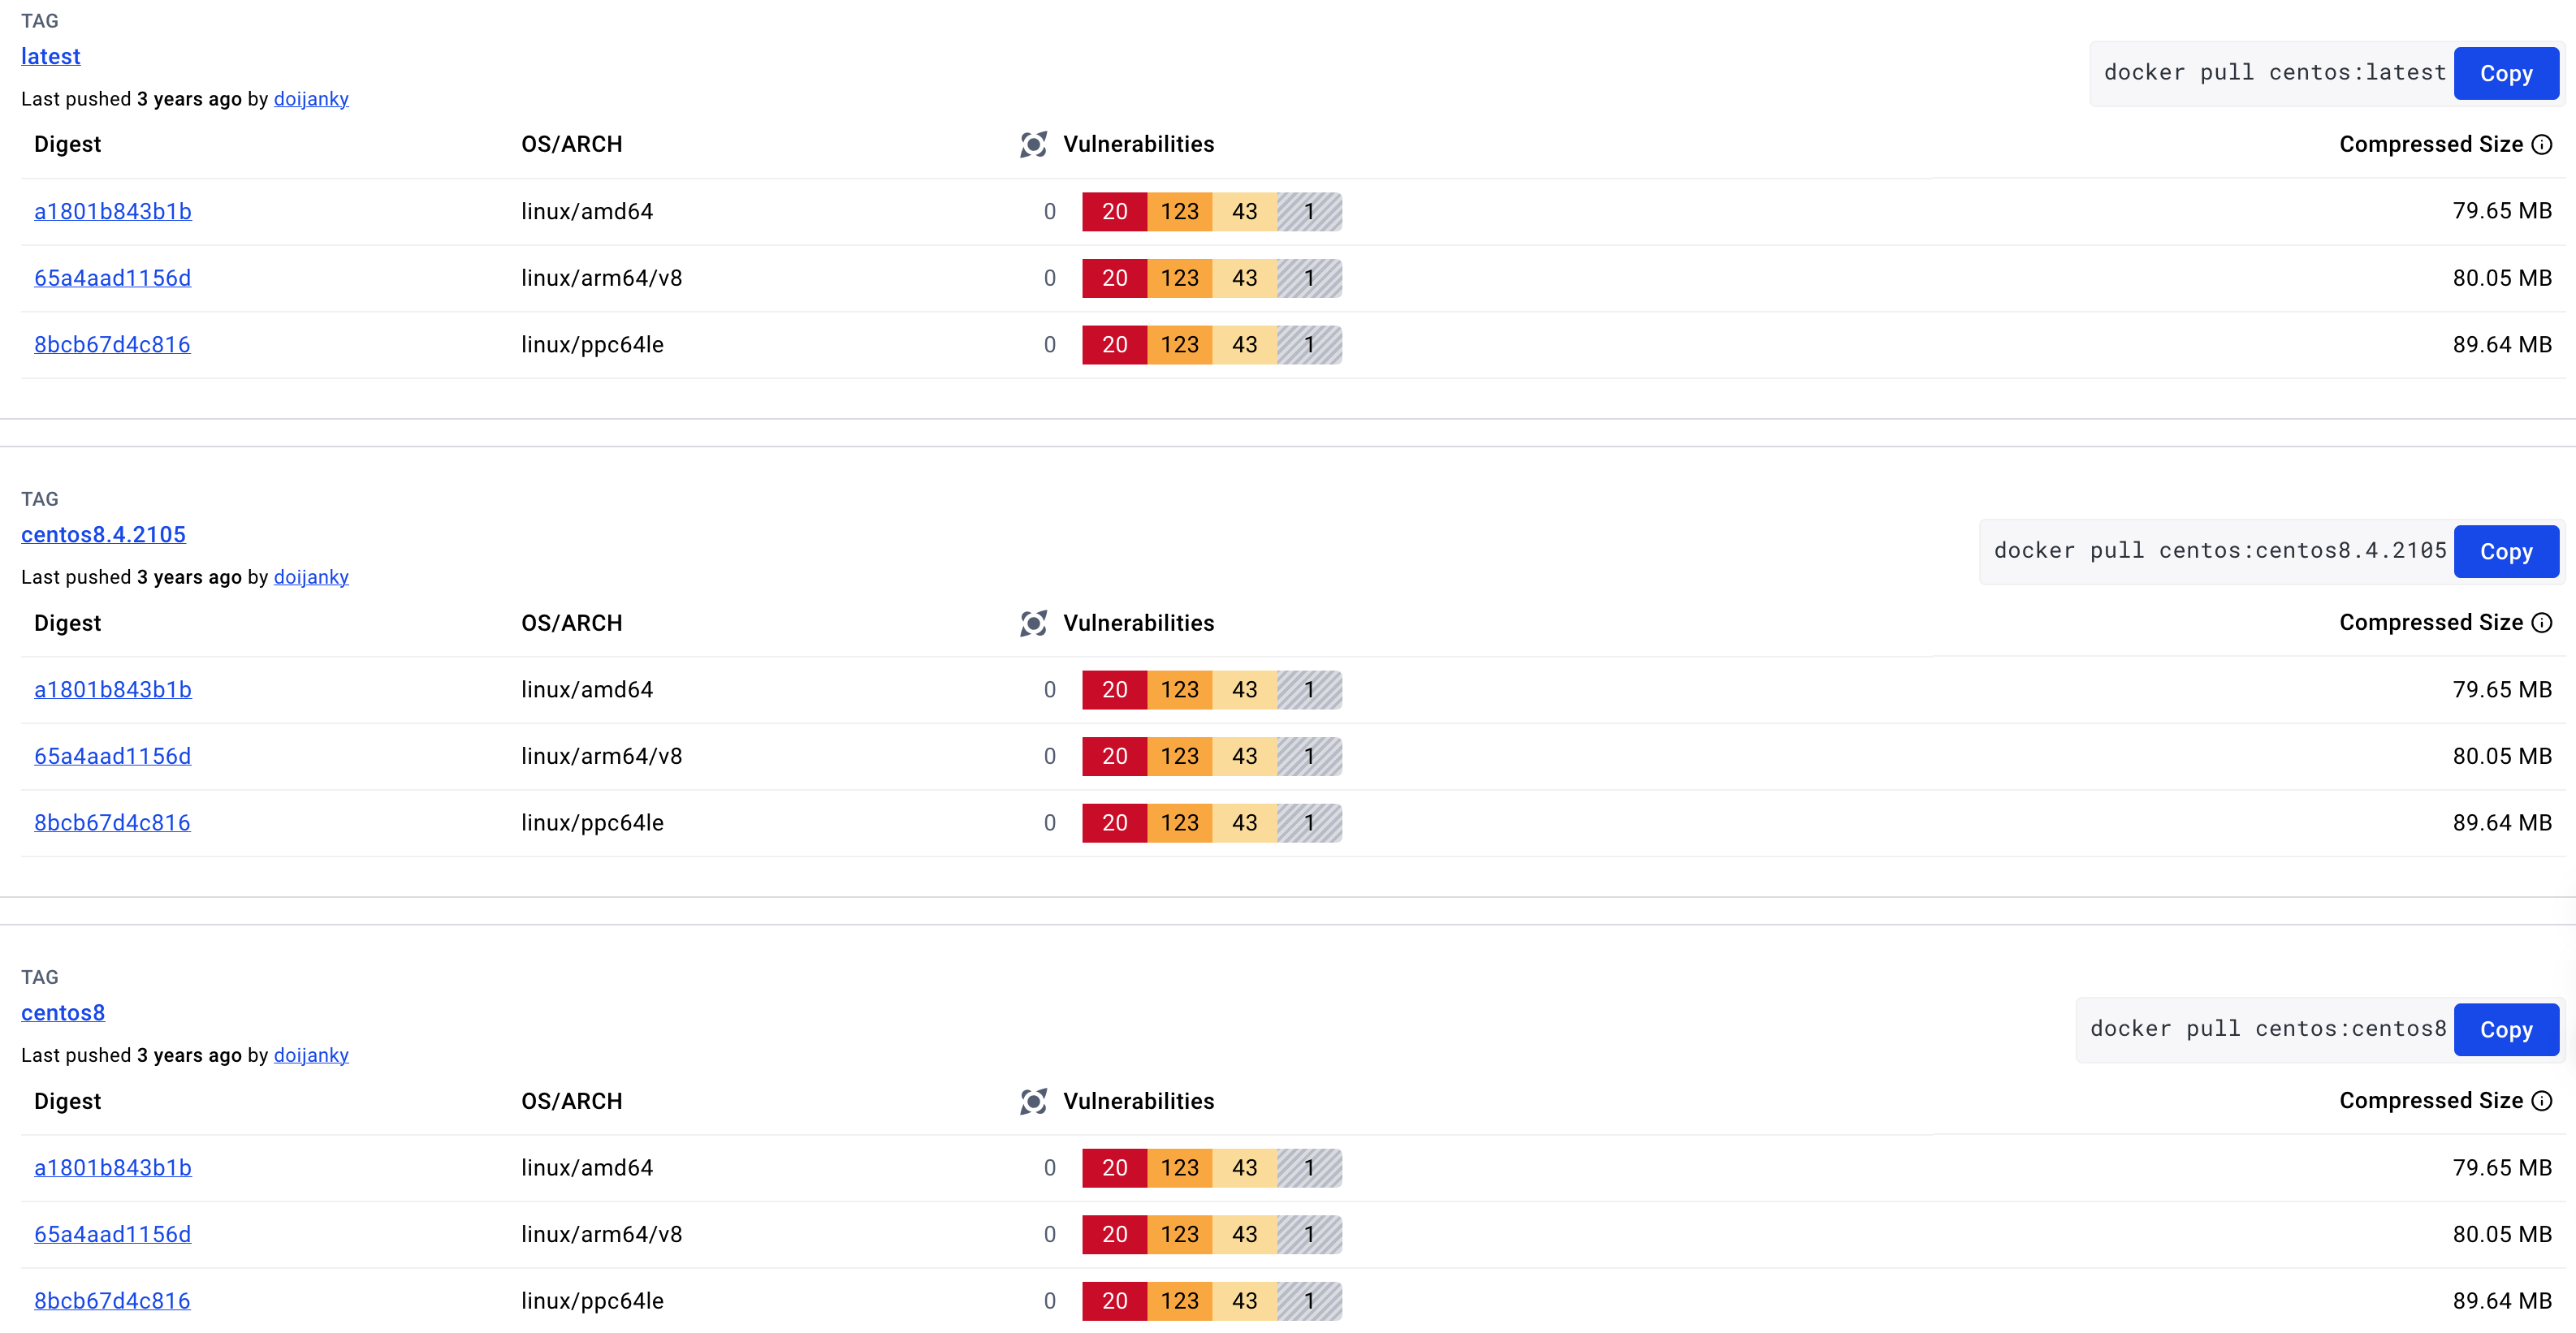 TAG
latest
docker pull centos:latest Copy
Last pushed 3 years ago by doijanky
Digest OS/ARCH Vulnerabilities Compressed Size
a1801b843b1b linux/amd64 0 20 123 43 1 79.65 MB
65a4aad1156d linux/arm64/v8 0 20 123 43 1 80.05 MB
8bcb67d4c816 linux/ppc64le 0 20 123 43 1 89.64 MB
TAG
centos8.4.2105
docker pull centos:centos8.4.2105 Copy
Last pushed 3 years ago by doijanky
Digest OS/ARCH Vulnerabilities Compressed Size
a1801b843b1b linux/amd64 0 20 123 43 1 79.65 MB
65a4aad1156d linux/arm64/v8 0 20 123 43 1 80.05 MB
8bcb67d4c816 linux/ppc64le 0 20 123 43 1 89.64 MB
TAG
centos8
docker pull centos:centos8 Copy
Last pushed 3 years ago by doijanky
Digest OS/ARCH Vulnerabilities Compressed Size
a1801b843b1b linux/amd64 0 20 123 43 1 79.65 MB
65a4aad1156d linux/arm64/v8 0 20 123 43 1 80.05 MB
8bcb67d4c816 linux/ppc64le 0 20 123 43 1 89.64 MB